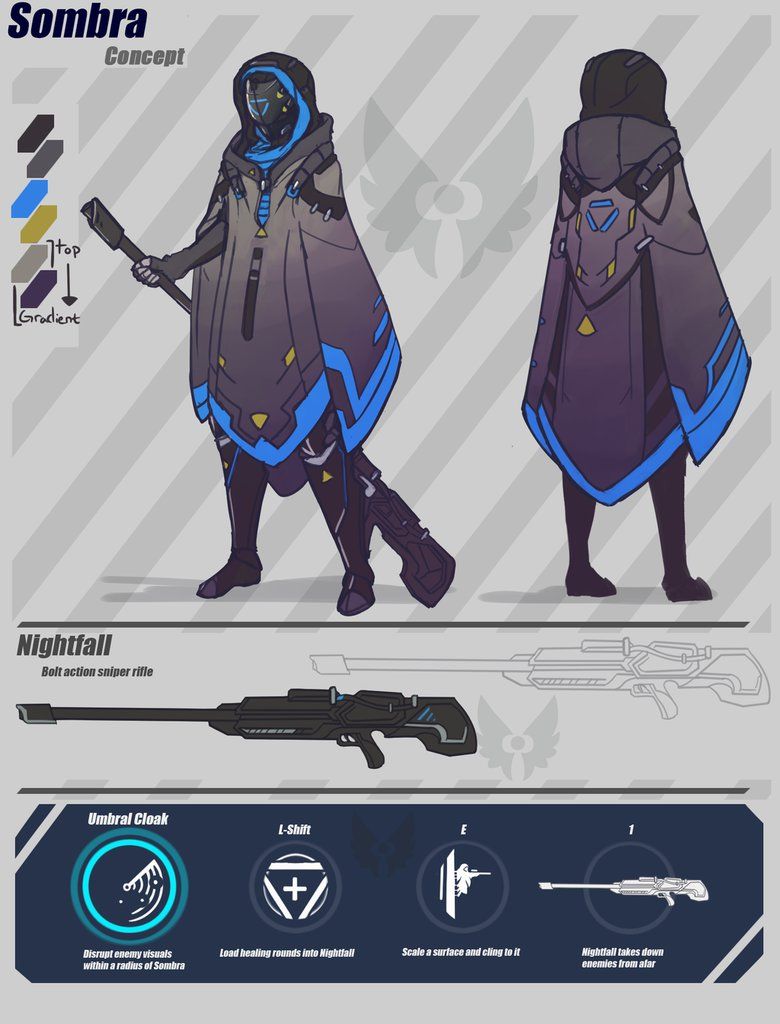 Sombra
Concept
top
Gradient
Nightfall
Bolt action sniper rifle
Umbral Cloak
L-Shift
E
1
Disrupt enemy visuals
within a radius of Sombra
Load healing rounds into Nightfall
Scale a surface and cling to it
Nightfall takes down
enemies from afar